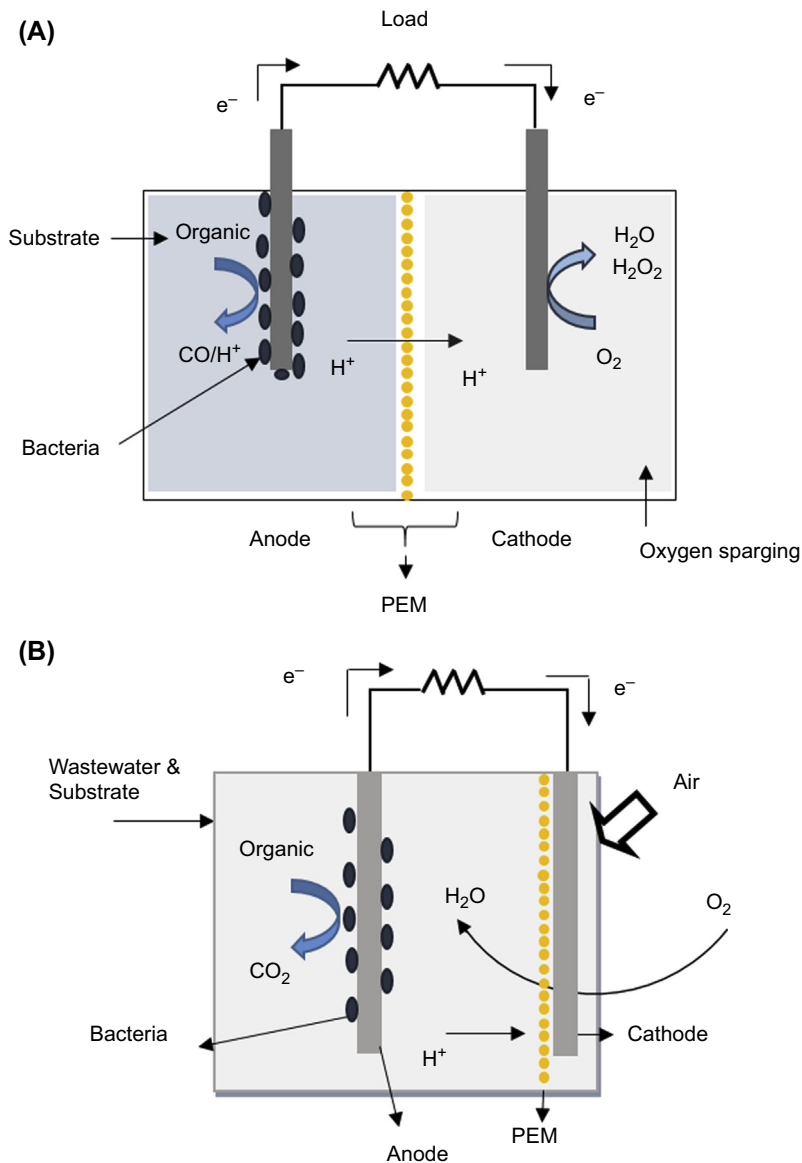 (A)
Load
e⁻
e⁻
Substrate
Organic
H₂O
H₂O₂
CO/H⁺
H⁺
H⁺
O₂
Bacteria
Anode
Cathode
Oxygen sparging
PEM
(B)
e⁻
e⁻
Wastewater &
Substrate
Air
Organic
H₂O
O₂
CO₂
Bacteria
H⁺
Cathode
PEM
Anode